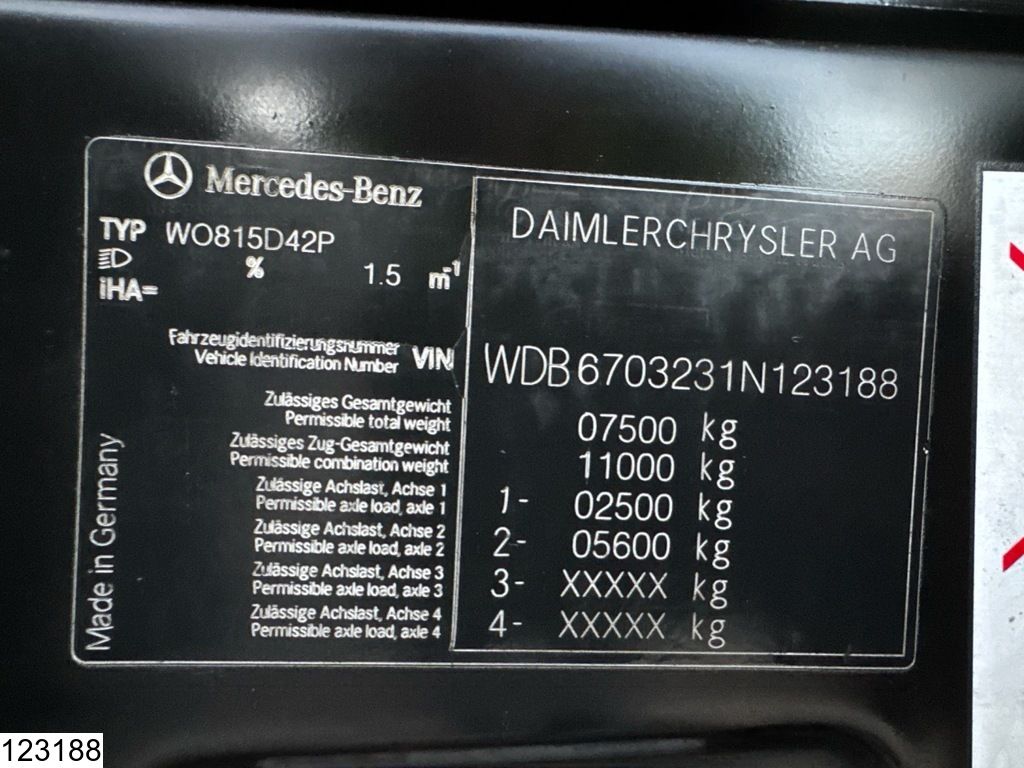 Mercedes-Benz
DAIMLERCHRYSLER AG
TYP WO815D42P
% 1.5 m-1
iHA=
Fahrzeugidentifizierungsnummer
Vehicle Identification Number VIN WDB6703231N123188
Zulässiges Gesamtgewicht
Permissible total weight 07500 kg
Zulässiges Zug-Gesamtgewicht
Permissible combination weight 11000 kg
Zulässige Achslast, Achse 1
Permissible axle load, axle 1 1- 02500 kg
Zulässige Achslast, Achse 2
Permissible axle load, axle 2 2- 05600 kg
Zulässige Achslast, Achse 3
Permissible axle load, axle 3 3- XXXXX kg
Zulässige Achslast, Achse 4
Permissible axle load, axle 4 4- XXXXX kg
Made in Germany
123188